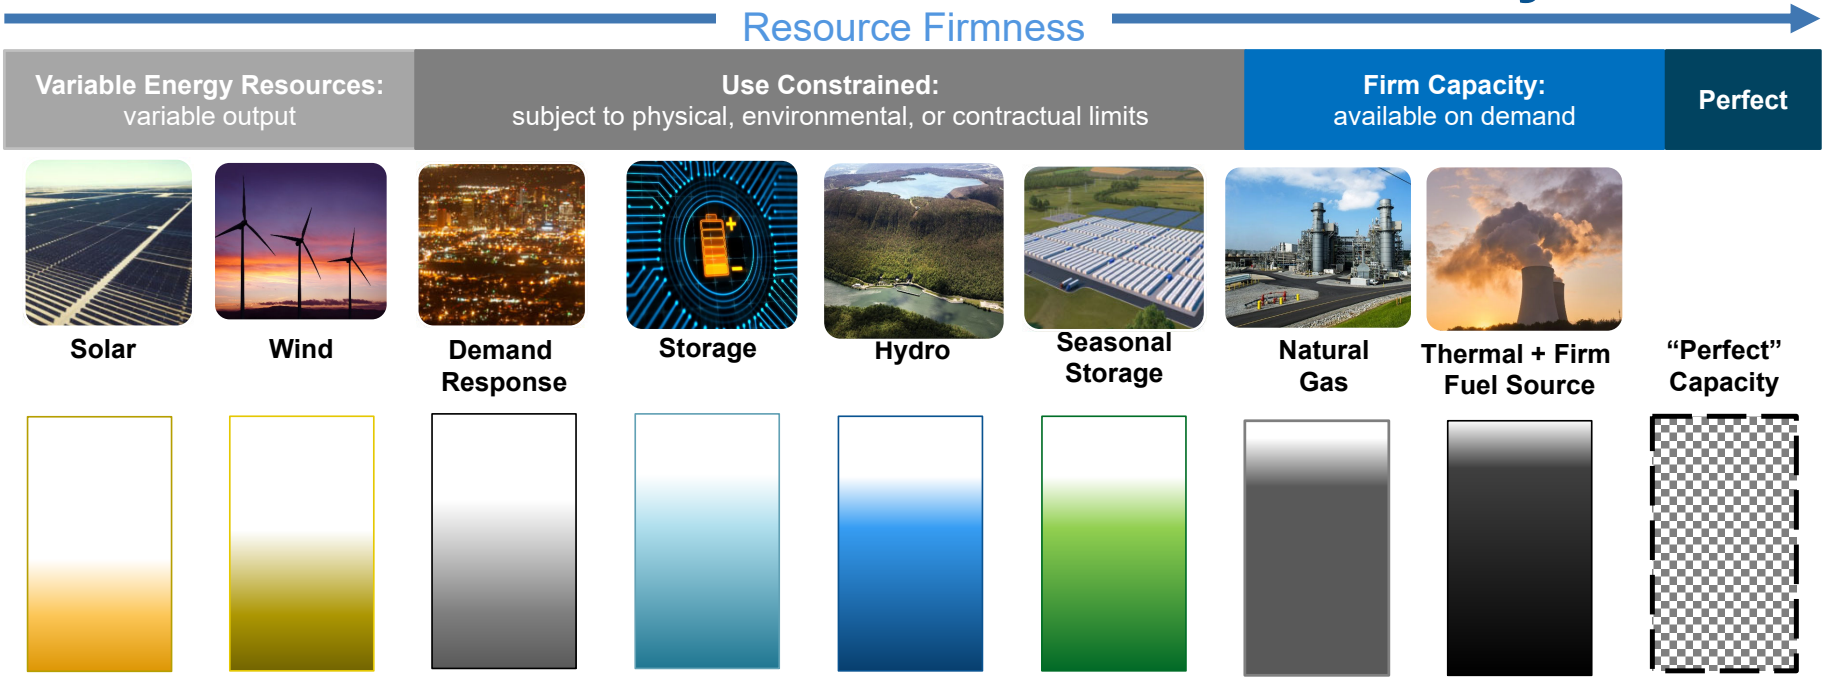 Resource Firmness
Variable Energy Resources:
variable output
Use Constrained:
subject to physical, environmental, or contractual limits
Firm Capacity:
available on demand
Perfect
Solar
Wind
Demand
Response
Storage
Hydro
Seasonal
Storage
Natural
Gas
Thermal + Firm
Fuel Source
“Perfect”
Capacity